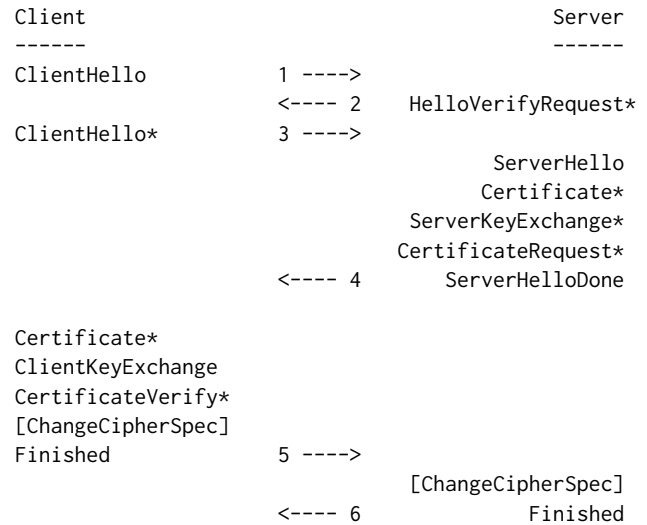 Client                                   Server
------                                   ------
ClientHello          1 ---->
                     <---- 2    HelloVerifyRequest*
ClientHello*         3 ---->
                                    ServerHello
                                   Certificate*
                             ServerKeyExchange*
                            CertificateRequest*
                     <---- 4    ServerHelloDone
Certificate*
ClientKeyExchange
CertificateVerify*
[ChangeCipherSpec]
Finished             5 ---->
                             [ChangeCipherSpec]
                     <---- 6           Finished